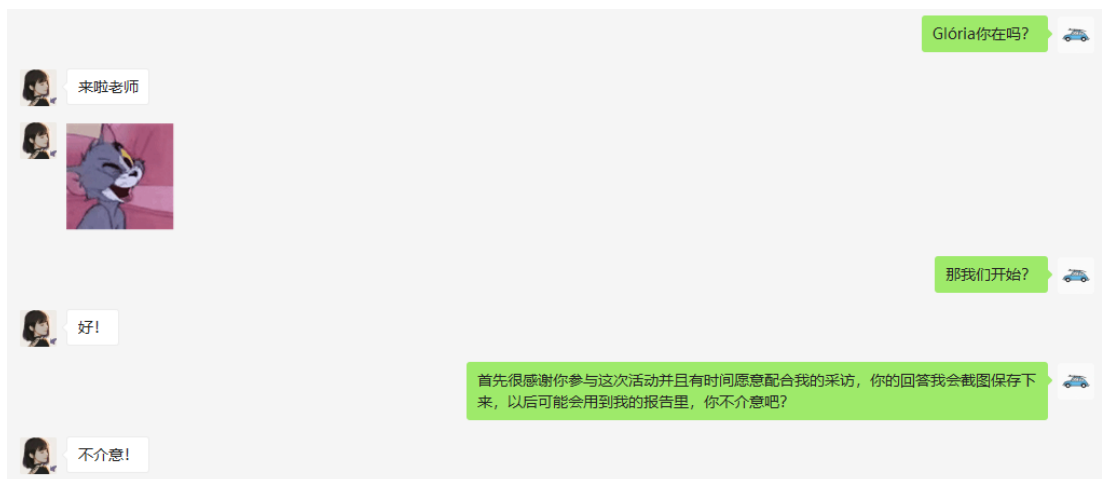 Glória你在吗？
来啦老师
那我们开始？
好！
首先很感谢你参与这次活动并且有时间愿意配合我的采访，你的回答我会截图保存下
来，以后可能会用到我的报告里，你不介意吧？
不介意！